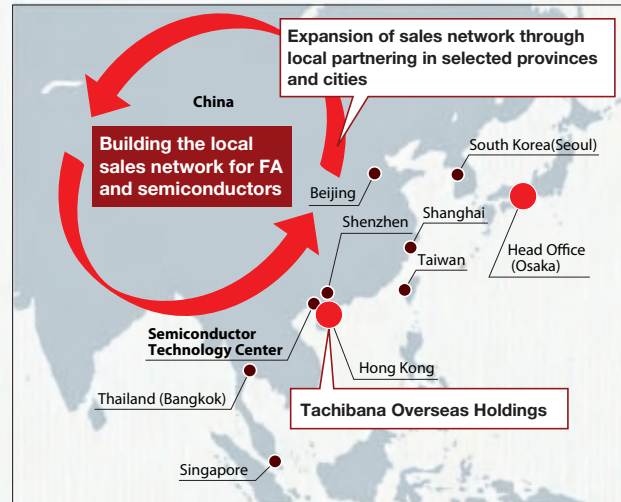 Expansion of sales network through
local partnering in selected provinces
and cities
China
Building the local
sales network for FA
and semiconductors
South Korea(Seoul)
Beijing
Shenzhen
Shanghai
Head Office
(Osaka)
Taiwan
Semiconductor
Technology Center
Hong Kong
Thailand (Bangkok)
Tachibana Overseas Holdings
Singapore